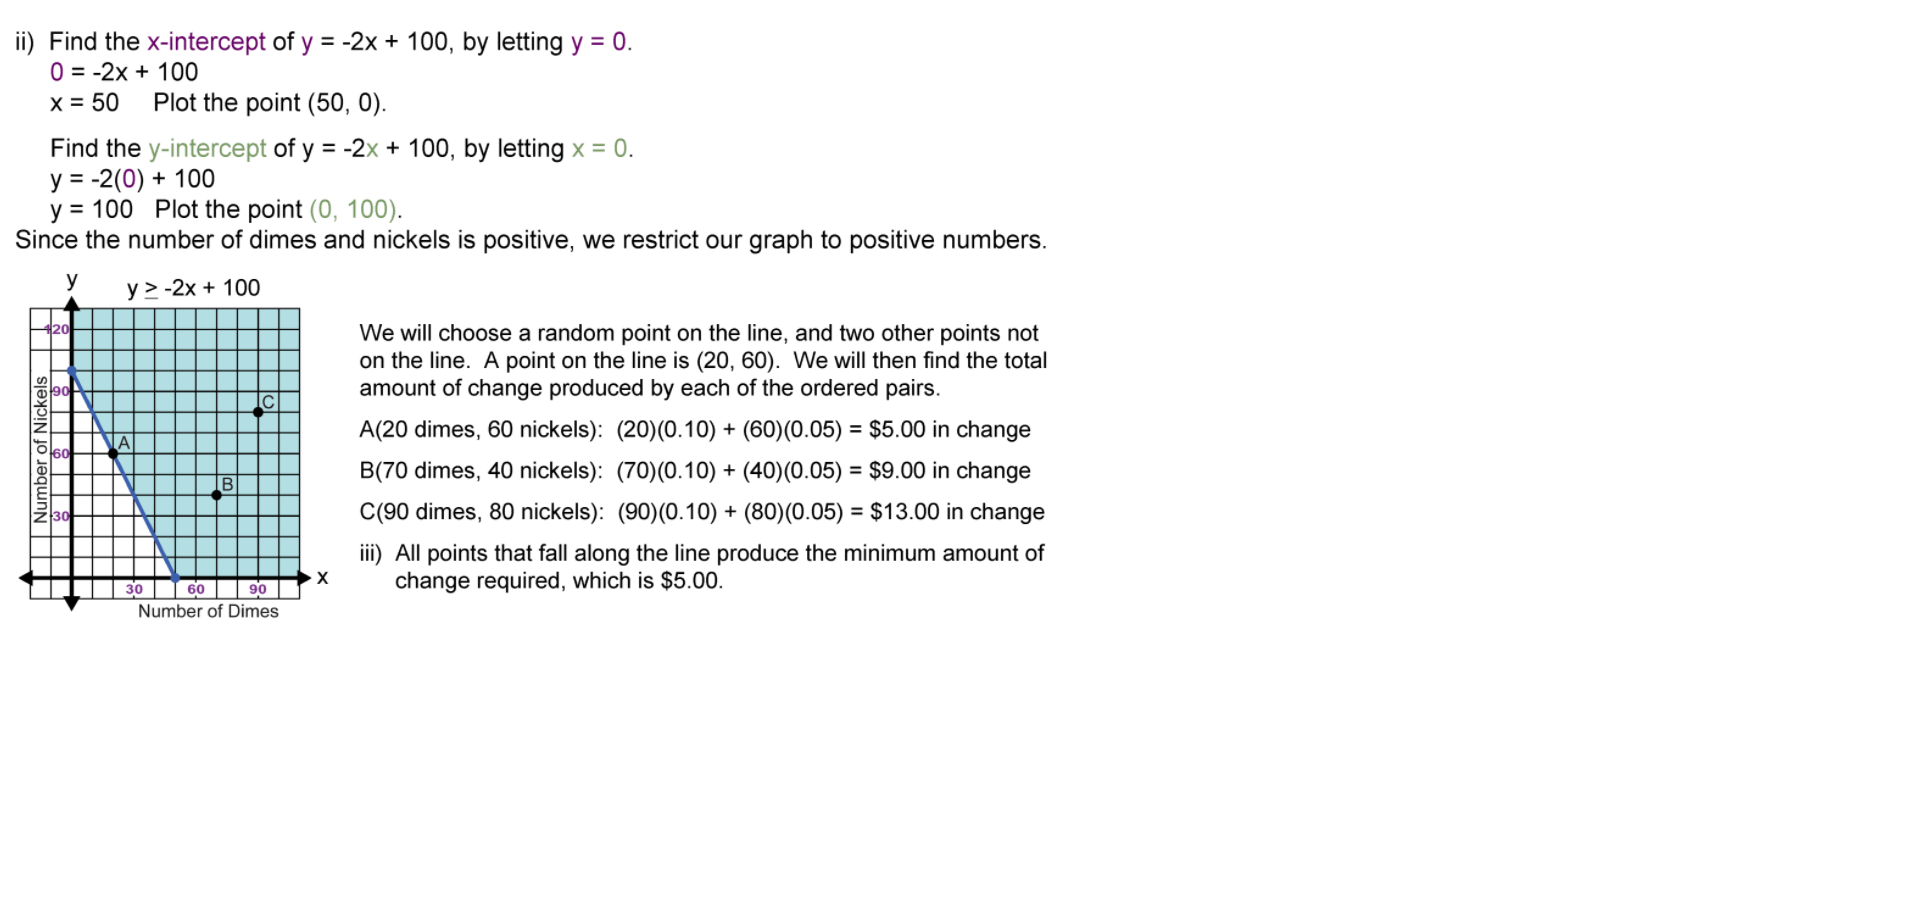 ii) Find the x-intercept of y = -2x + 100, by letting y = 0.
0 = -2x + 100
x = 50 Plot the point (50, 0).
Find the y-intercept of y = -2x + 100, by letting x = 0.
y = -2(0) + 100
y = 100 Plot the point (0, 100).
Since the number of dimes and nickels is positive, we restrict our graph to positive numbers.
y
y ≥ -2x + 100
120
90
60
30
Number of Nickels
C
A
B
x
30 60 90
Number of Dimes
We will choose a random point on the line, and two other points not
on the line. A point on the line is (20, 60). We will then find the total
amount of change produced by each of the ordered pairs.
A(20 dimes, 60 nickels): (20)(0.10) + (60)(0.05) = $5.00 in change
B(70 dimes, 40 nickels): (70)(0.10) + (40)(0.05) = $9.00 in change
C(90 dimes, 80 nickels): (90)(0.10) + (80)(0.05) = $13.00 in change
iii) All points that fall along the line produce the minimum amount of
change required, which is $5.00.